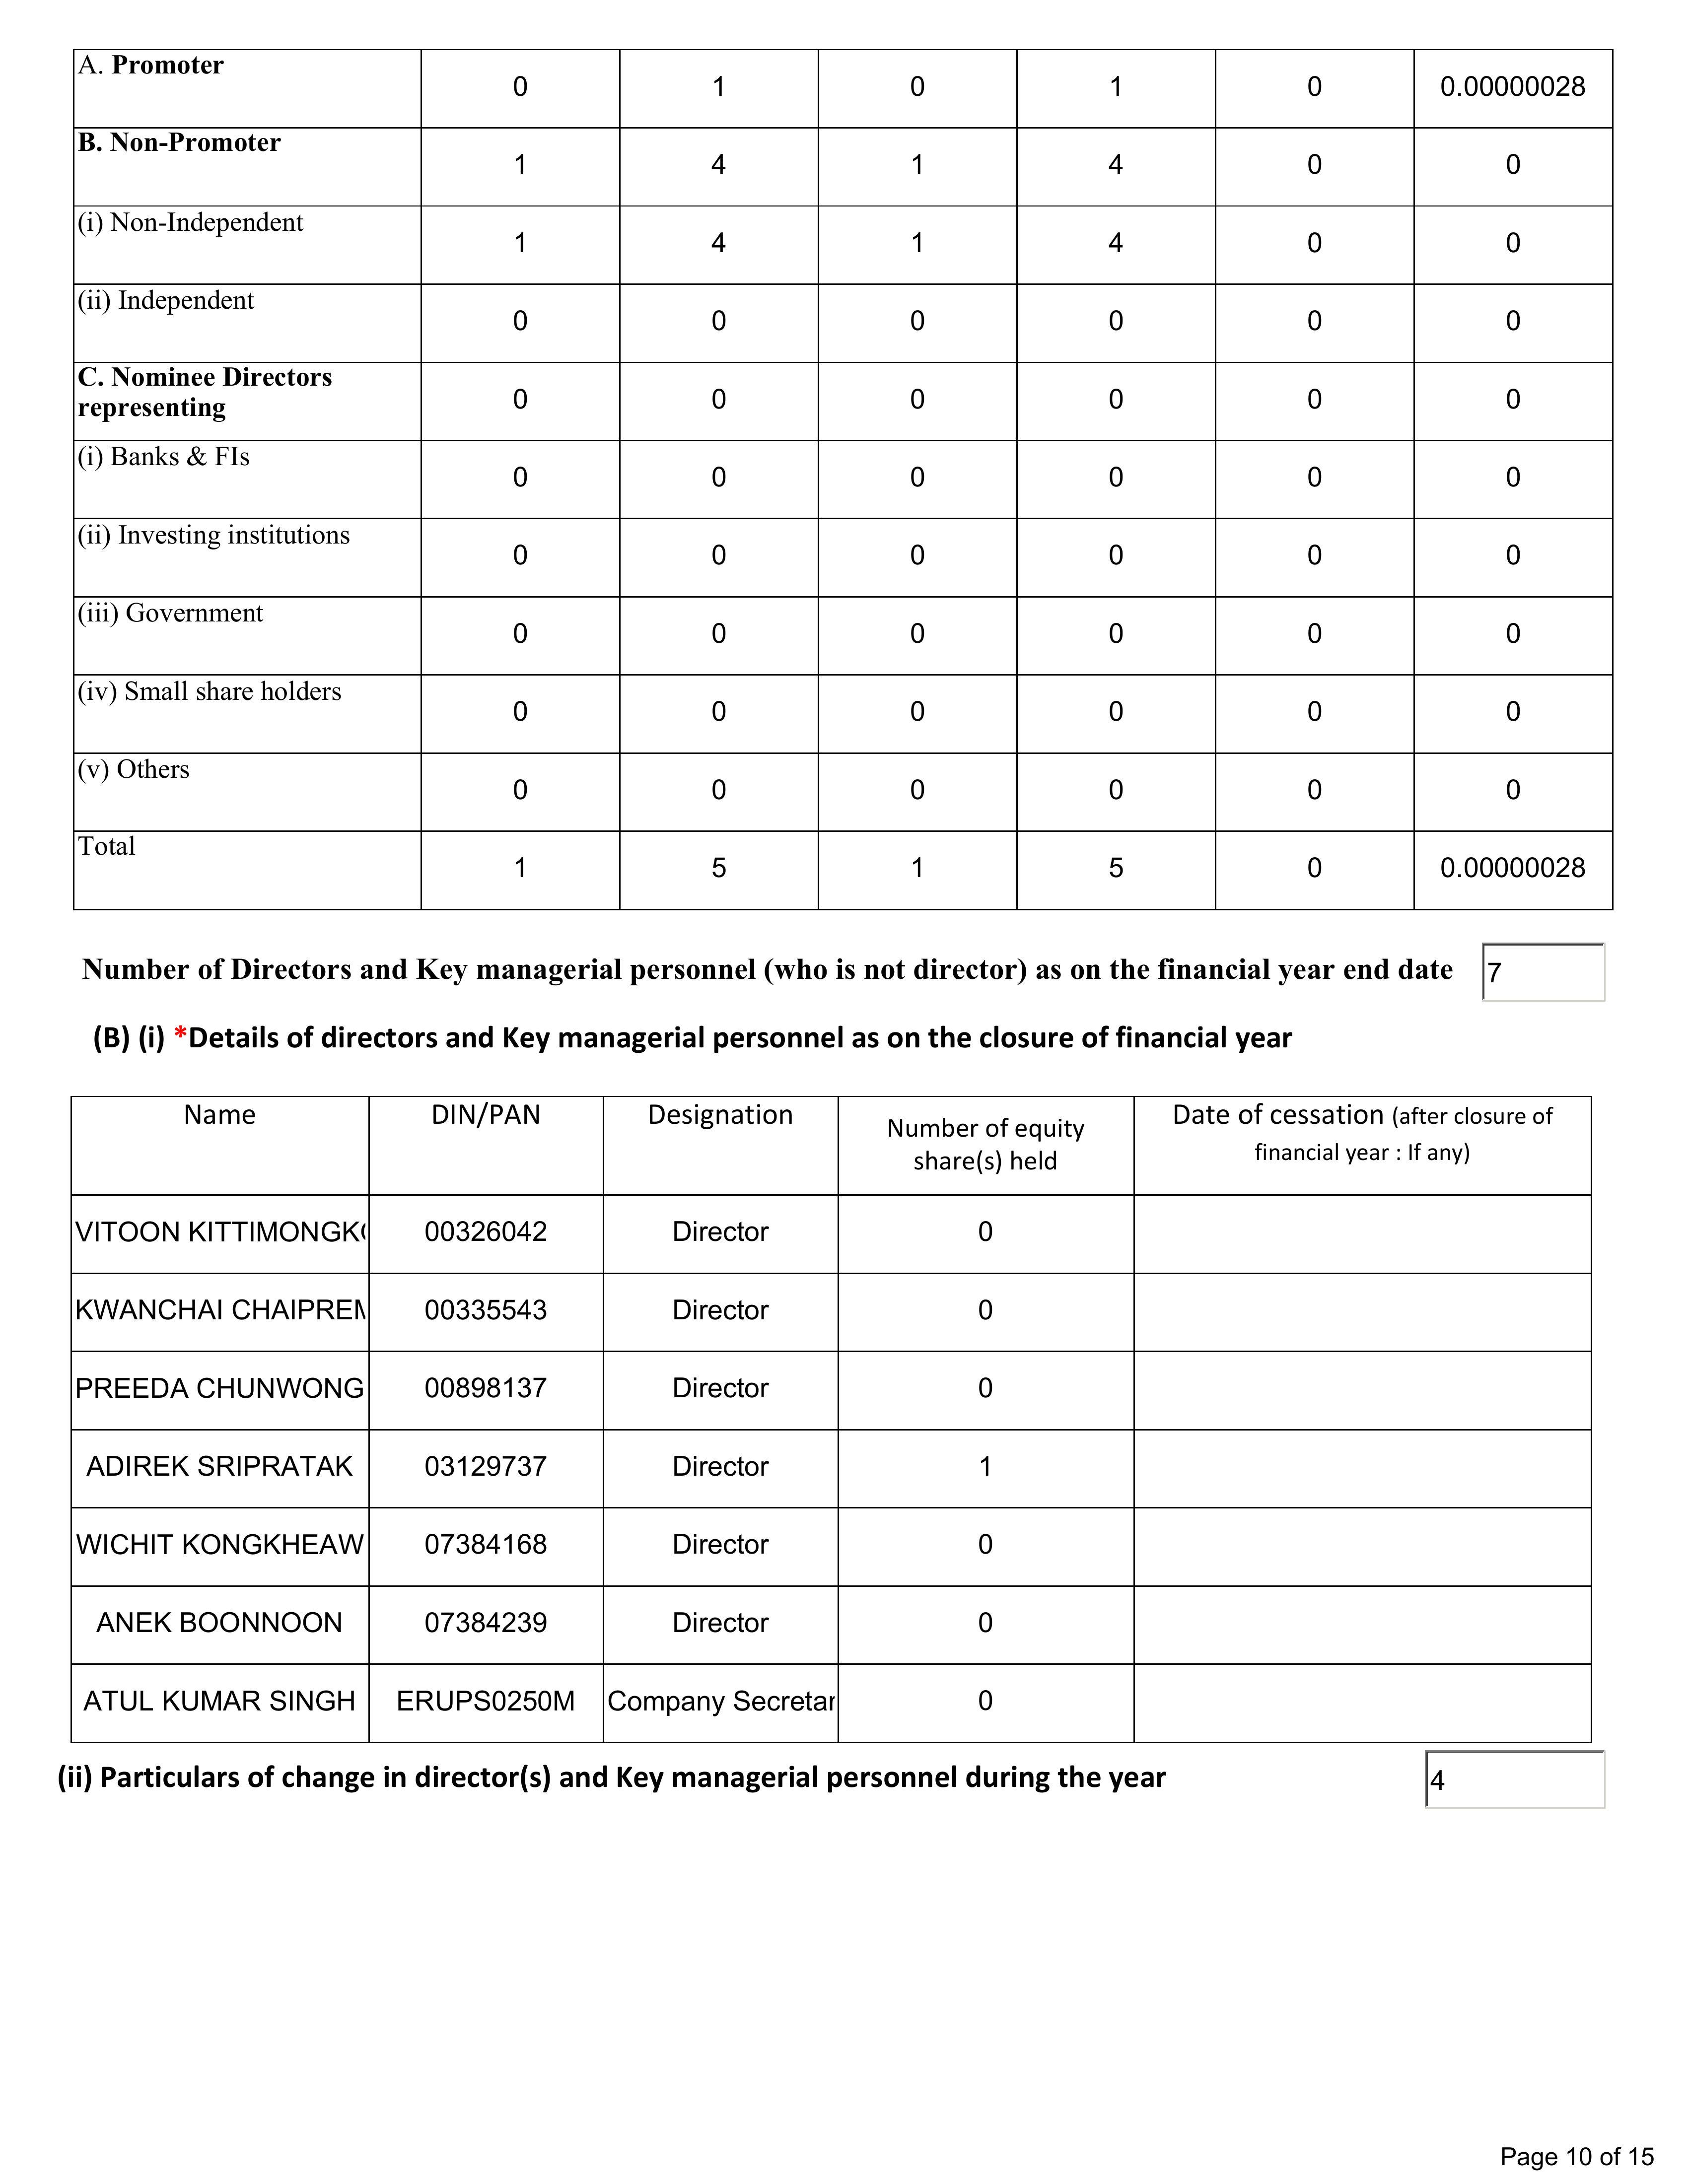 A. Promoter 0 1 0 1 0 0.00000028
B. Non-Promoter 1 4 1 4 0 0
(i) Non-Independent 1 4 1 4 0 0
(ii) Independent 0 0 0 0 0 0
C. Nominee Directors
representing 0 0 0 0 0 0
(i) Banks & FIs 0 0 0 0 0 0
(ii) Investing institutions 0 0 0 0 0 0
(iii) Government 0 0 0 0 0 0
(iv) Small share holders 0 0 0 0 0 0
(v) Others 0 0 0 0 0 0
Total 1 5 1 5 0 0.00000028
Number of Directors and Key managerial personnel (who is not director) as on the financial year end date 7
(B) (i) *Details of directors and Key managerial personnel as on the closure of financial year
Name DIN/PAN Designation Number of equity share(s) held Date of cessation (after closure of financial year : If any)
VITOON 00326042 Director 0
KWANCHAI 00335543 Director 0
PREEDA CHUNWONG 00898137 Director 0
ADIREK SRIPRATAK 03129737 Director 1
WICHIT KONGKHEAW 07384168 Director 0
ANEK BOONNOON 07384239 Director 0
ATUL KUMAR SINGH ERUPS0250M Company Secretar 0
(ii) Particulars of change in director(s) and Key managerial personnel during the year 4
Page 10 of 15